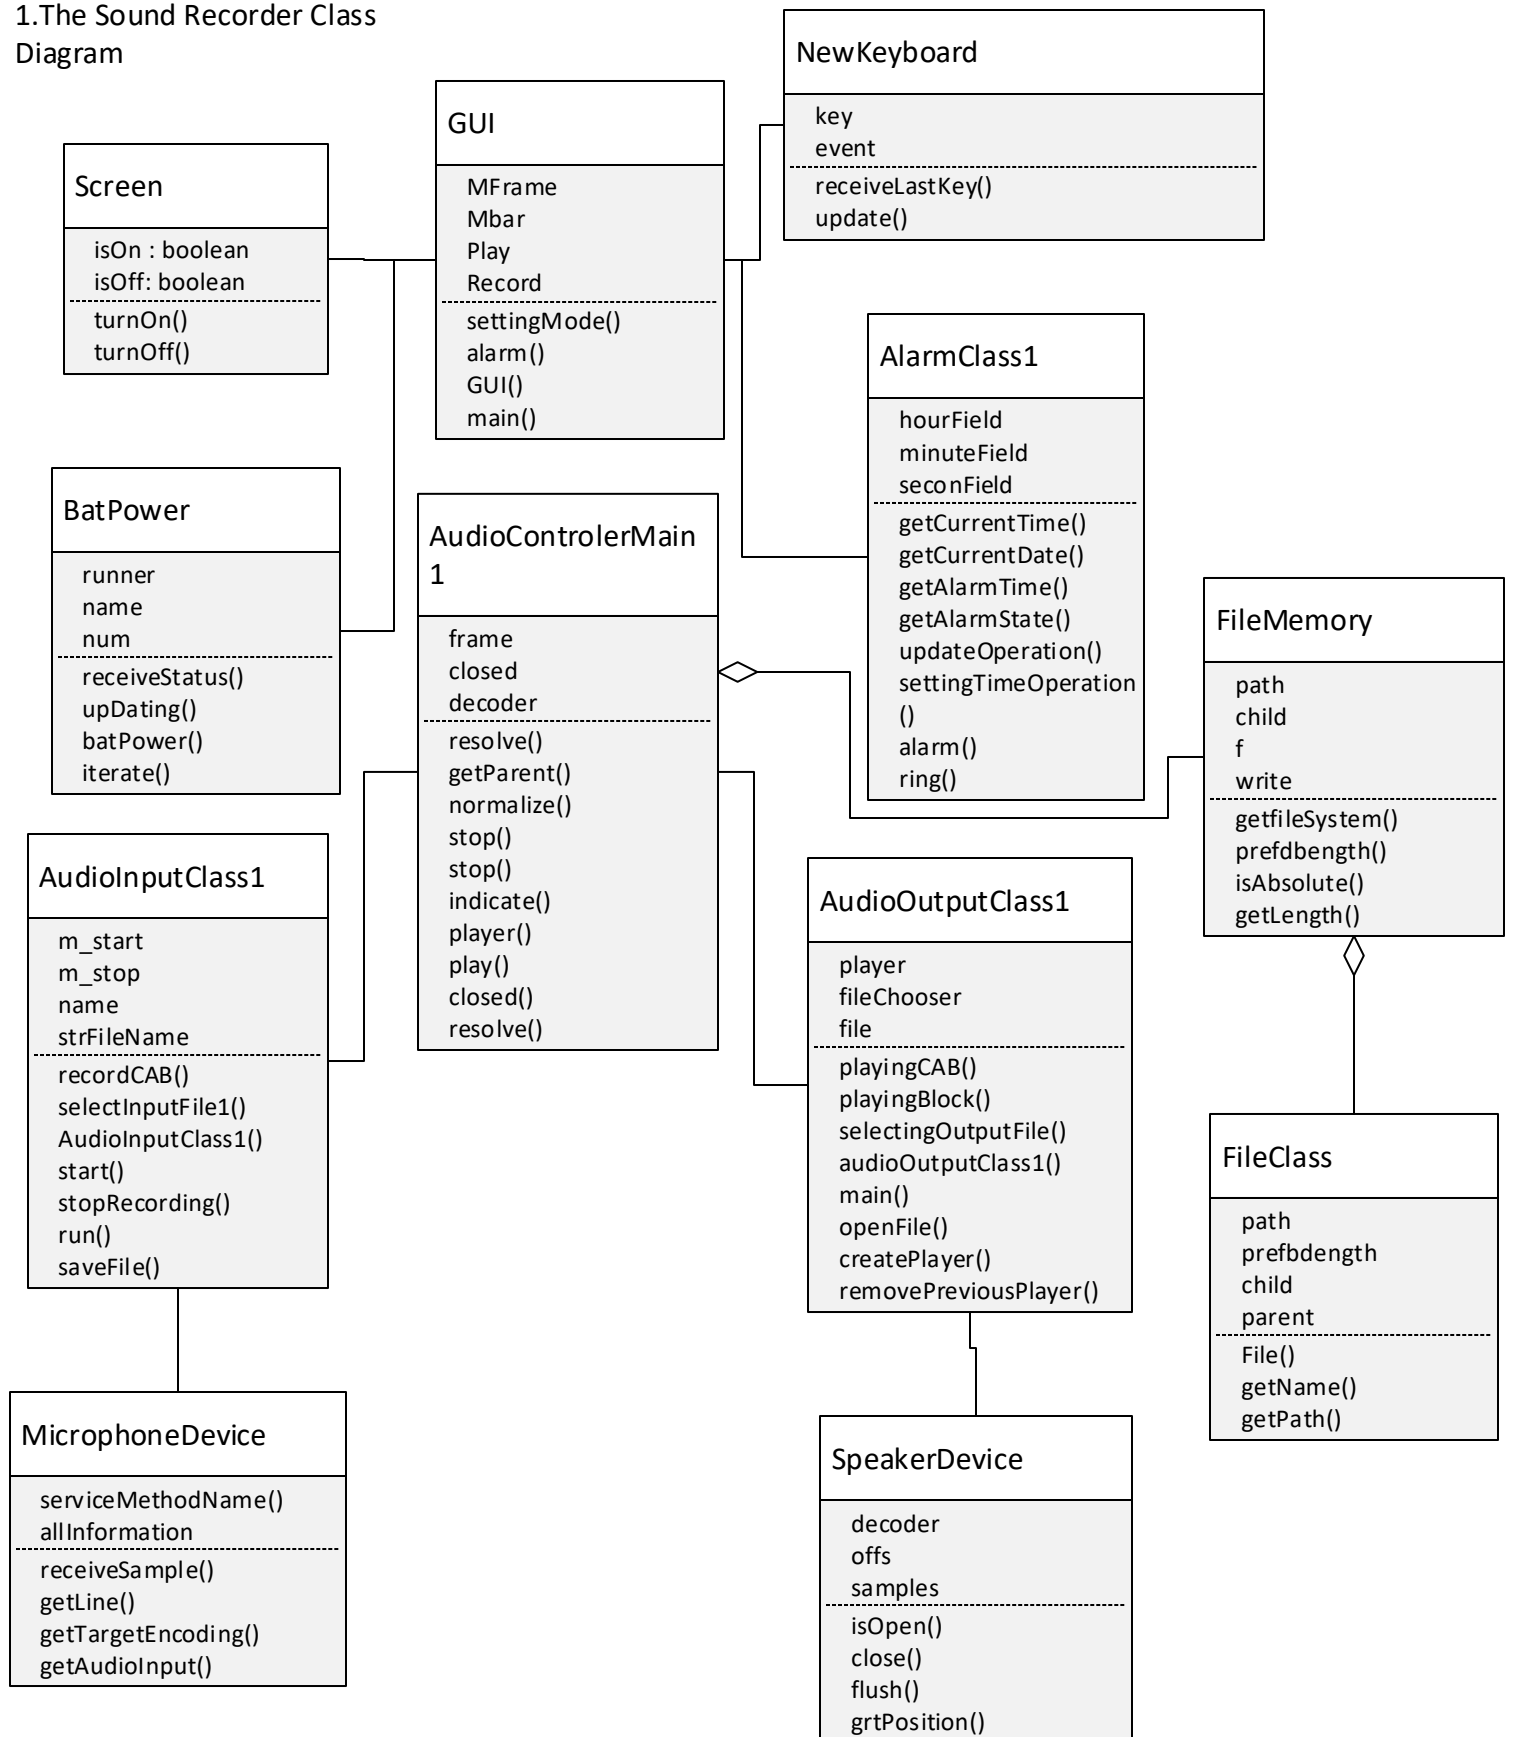 1.The Sound Recorder Class
Diagram
NewKeyboard
key
event
receiveLastKey()
update()
GUI
MFrame
Mbar
Play
Record
settingMode()
alarm()
GUI()
main()
Screen
isOn : boolean
isOff: boolean
turnOn()
turnOff()
AlarmClass1
hourField
minuteField
seconField
getCurrentTime()
getCurrentDate()
getAlarmTime()
getAlarmState()
updateOperation()
settingTimeOperation
()
alarm()
ring()
BatPower
runner
name
num
receiveStatus()
upDating()
batPower()
iterate()
AudioControlerMain
1
frame
closed
decoder
resolve()
getParent()
normalize()
stop()
stop()
indicate()
player()
play()
closed()
resolve()
FileMemory
path
child
f
write
getfileSystem()
prefdbength()
isAbsolute()
getLength()
AudioInputClass1
m_start
m_stop
name
strFileName
recordCAB()
selectInputFile1()
AudioInputClass1()
start()
stopRecording()
run()
saveFile()
AudioOutputClass1
player
fileChooser
file
playingCAB()
playingBlock()
selectingOutputFile()
audioOutputClass1()
main()
openFile()
createPlayer()
removePreviousPlayer()
FileClass
path
prefbdength
child
parent
File()
getName()
getPath()
MicrophoneDevice
serviceMethodName()
allInformation
receiveSample()
getLine()
getTargetEncoding()
getAudioInput()
SpeakerDevice
decoder
offs
samples
isOpen()
close()
flush()
grtPosition()